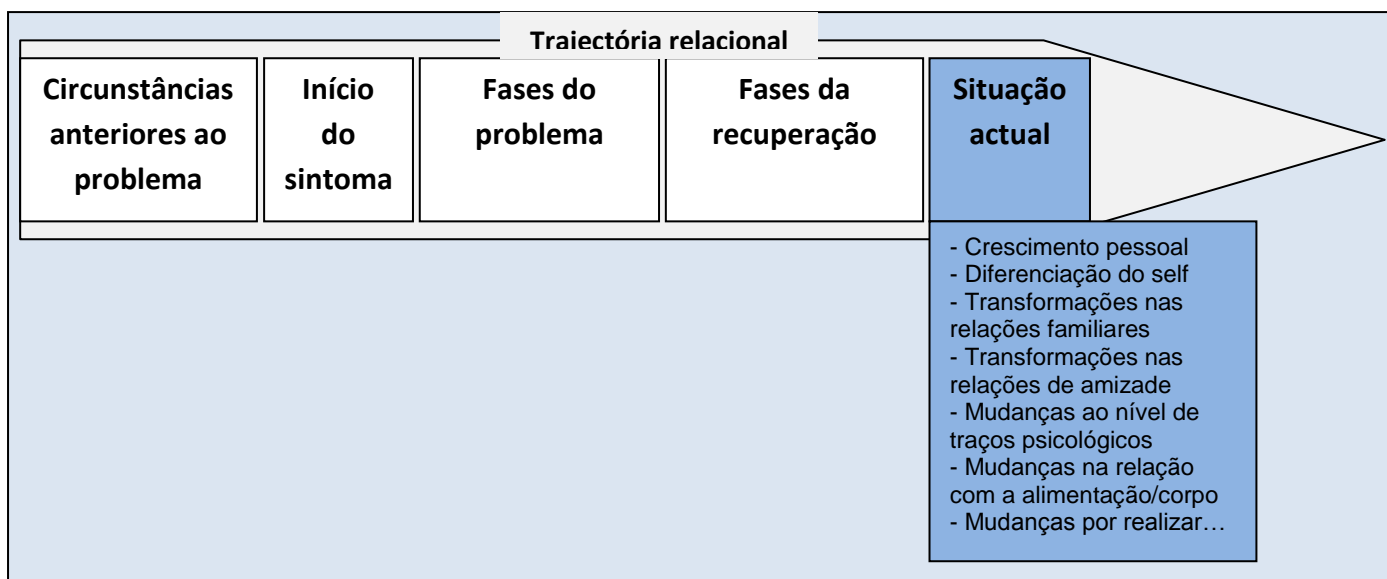 Trajectória relacional
Circunstâncias
anteriores ao
problema
Início
do
sintoma
Fases do
problema
Fases da
recuperação
Situação
actual
- Crescimento pessoal
- Diferenciação do self
- Transformações nas
relações familiares
- Transformações nas
relações de amizade
- Mudanças ao nível de
traços psicológicos
- Mudanças na relação
com a alimentação/corpo
- Mudanças por realizar…